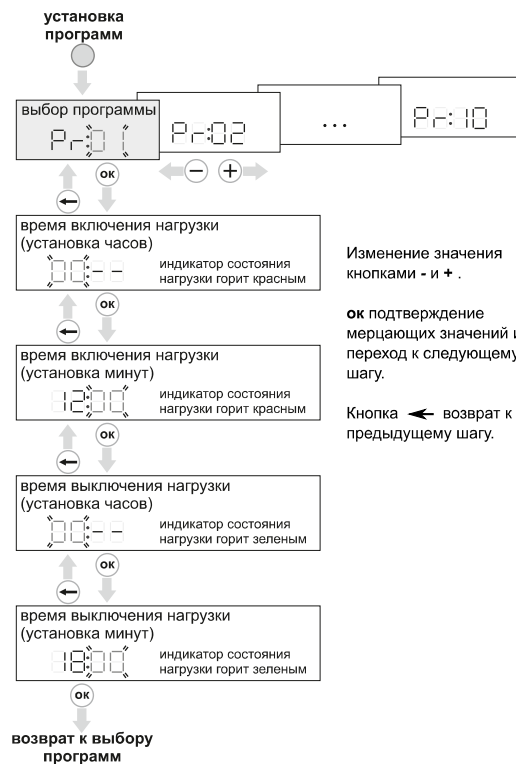 установка
программ
выбор программы
Pr:01
Pr:02
...
Pr:10
ок
− +
время включения нагрузки
(установка часов)
00:--
индикатор состояния
нагрузки горит красным
ок
время включения нагрузки
(установка минут)
12:00
индикатор состояния
нагрузки горит красным
ок
время выключения нагрузки
(установка часов)
00:--
индикатор состояния
нагрузки горит зеленым
ок
время выключения нагрузки
(установка минут)
18:00
индикатор состояния
нагрузки горит зеленым
ок
возврат к выбору
программ
Изменение значения
кнопками - и + .
ок подтверждение
мерцающих значений и
переход к следующему
шагу.
Кнопка ← возврат к
предыдущему шагу.